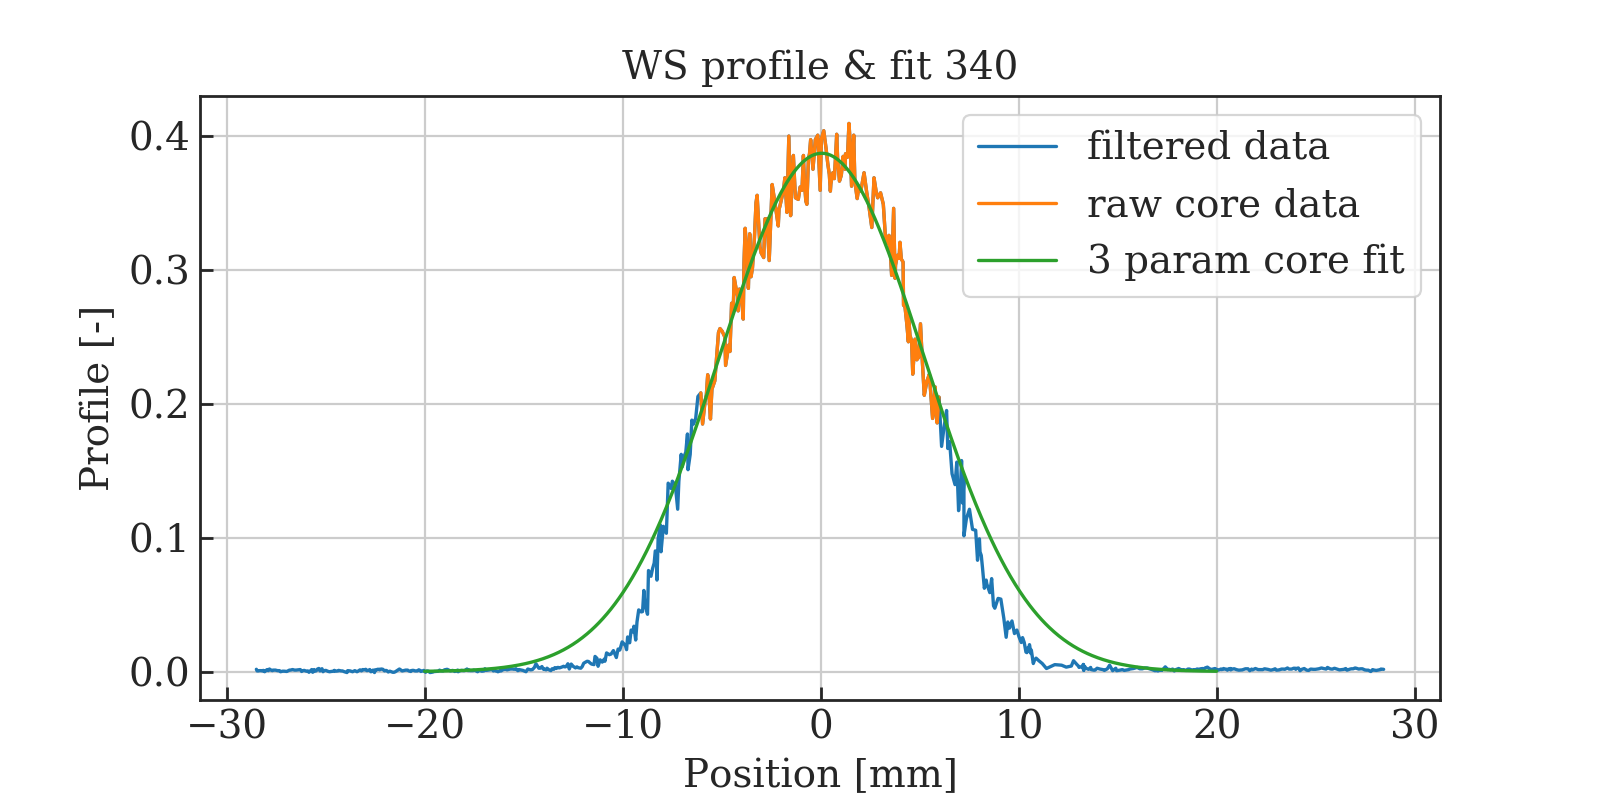 WS profile & fit 340
filtered data
raw core data
3 param core fit
Profile [-]
0.4
0.3
0.2
0.1
0.0
−30 −20 −10 0 10 20 30
Position [mm]